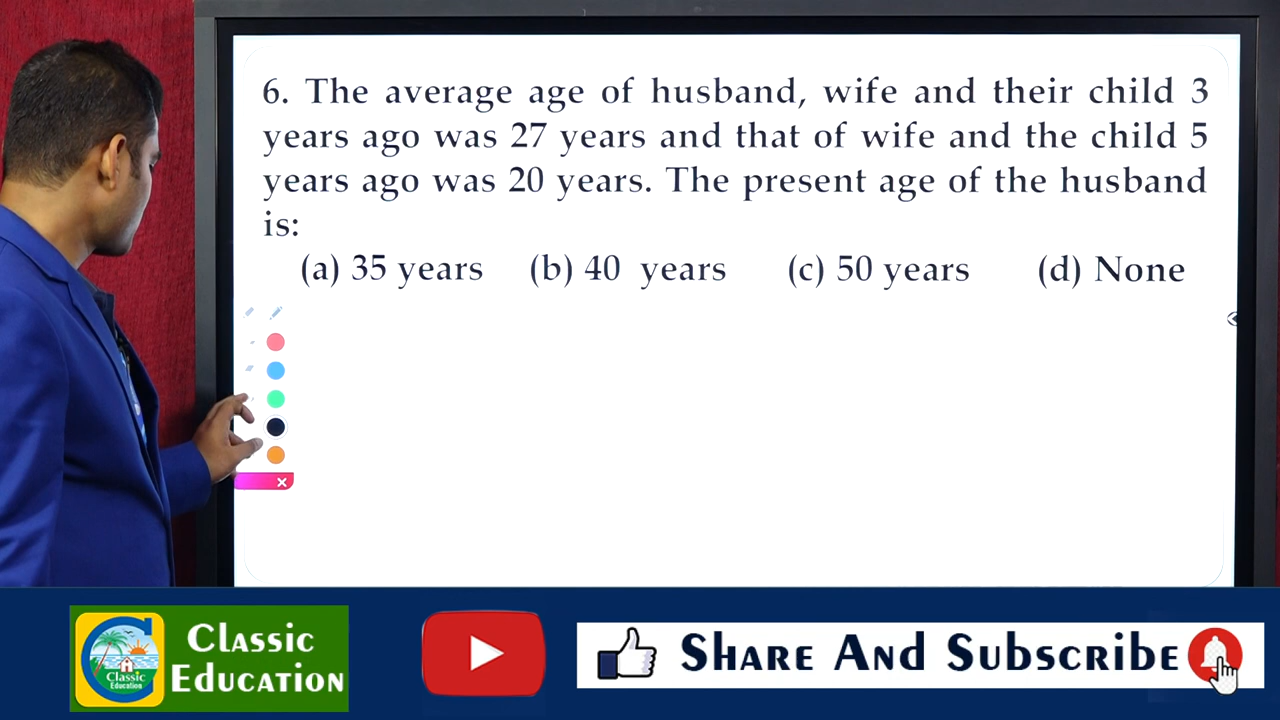 6. The average age of husband, wife and their child 3
years ago was 27 years and that of wife and the child 5
years ago was 20 years. The present age of the husband
is:
(a) 35 years (b) 40 years (c) 50 years (d) None
Classic
Education
Classic
Education
Share And Subscribe